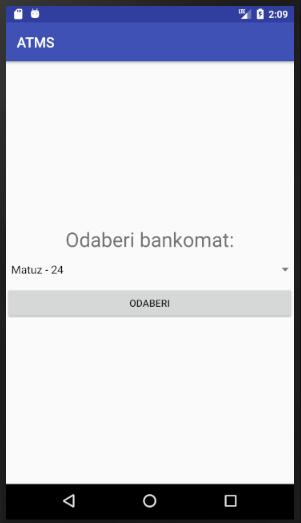 2:09
ATMS
Odaberi bankomat:
Matuz - 24
ODABERI